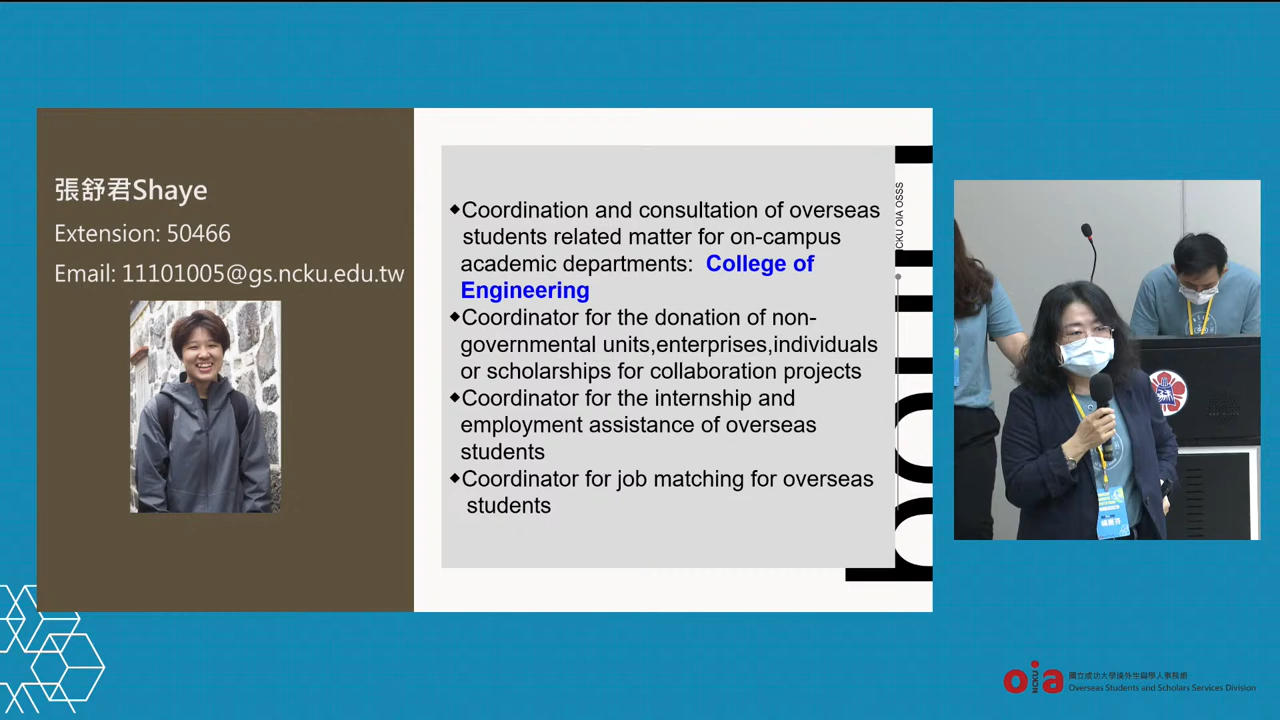 張舒君Shaye
Extension: 50466
Email: 11101005@gs.ncku.edu.tw
◆Coordination and consultation of overseas
students related matter for on-campus
academic departments: College of
Engineering
◆Coordinator for the donation of non-
governmental units,enterprises,individuals
or scholarships for collaboration projects
◆Coordinator for the internship and
employment assistance of overseas
students
◆Coordinator for job matching for overseas
students
NCKU OIA OSSS
oia
NCKU
國立成功大學境外生與學人事務組
Overseas Students and Scholars Services Division